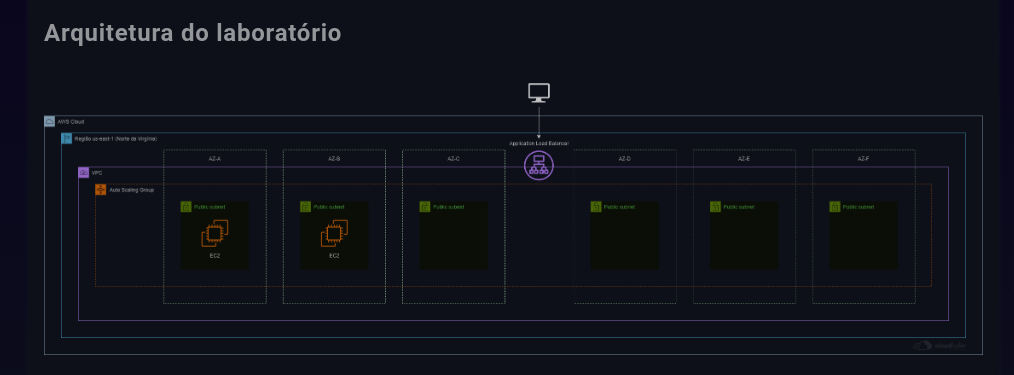 Arquitetura do laboratório
AWS Cloud
Região us-east-1 (Norte da Virgínia)
Application Load Balancer
AZ-A
AZ-B
AZ-C
AZ-D
AZ-E
AZ-F
VPC
Auto Scaling Group
Public subnet
Public subnet
Public subnet
Public subnet
Public subnet
Public subnet
EC2
EC2